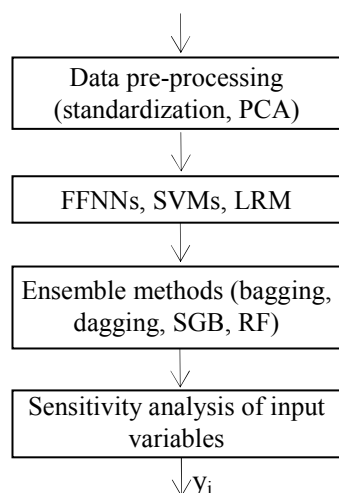 Data pre-processing
(standardization, PCA)
FFNNs, SVMs, LRM
Ensemble methods (bagging,
dagging, SGB, RF)
Sensitivity analysis of input
variables
yi